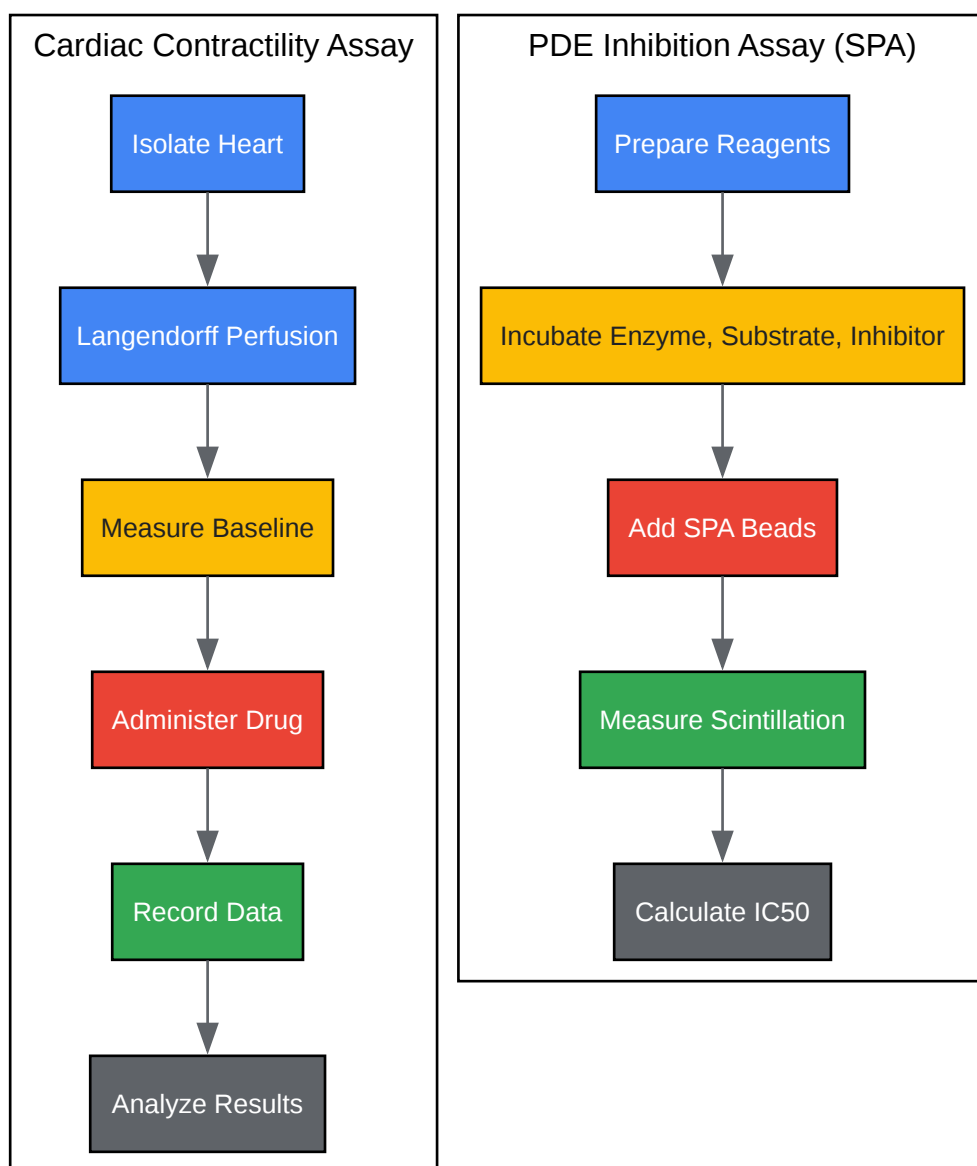 Cardiac Contractility Assay
Isolate Heart
Langendorff Perfusion
Measure Baseline
Administer Drug
Record Data
Analyze Results
PDE Inhibition Assay (SPA)
Prepare Reagents
Incubate Enzyme, Substrate, Inhibitor
Add SPA Beads
Measure Scintillation
Calculate IC50